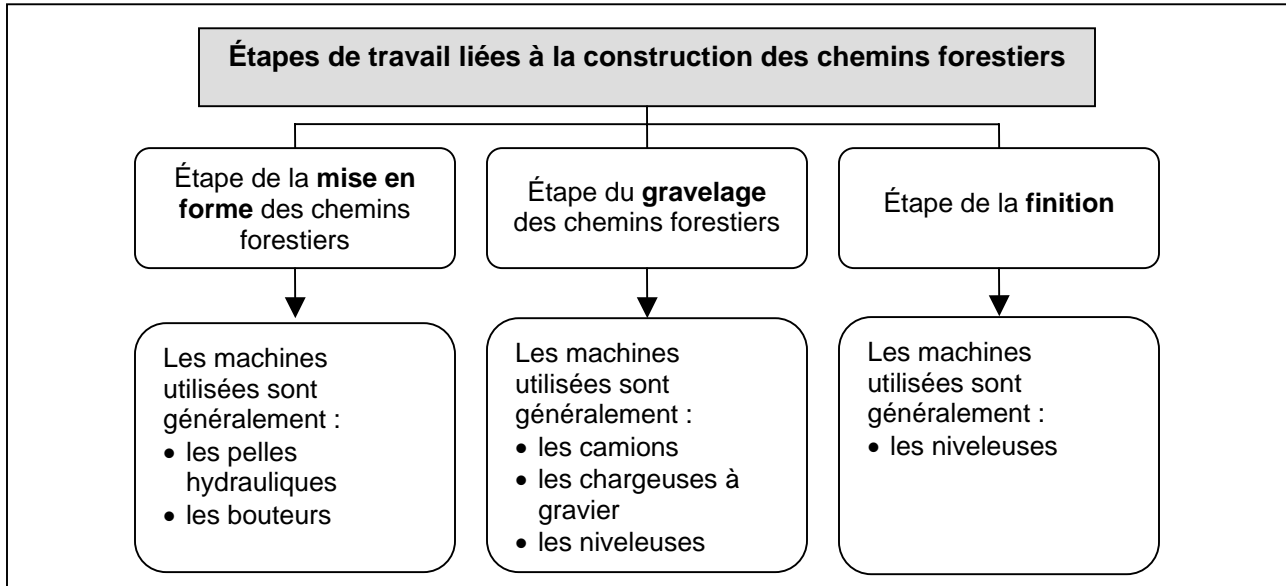 Étapes de travail liées à la construction des chemins forestiers
Étape de la mise en
forme des chemins
forestiers
Étape du gravelage
des chemins forestiers
Étape de la finition
Les machines
utilisées sont
généralement :
• les pelles
hydrauliques
• les bouteurs
Les machines
utilisées sont
généralement :
• les camions
• les chargeuses à
gravier
• les niveleuses
Les machines
utilisées sont
généralement :
• les niveleuses